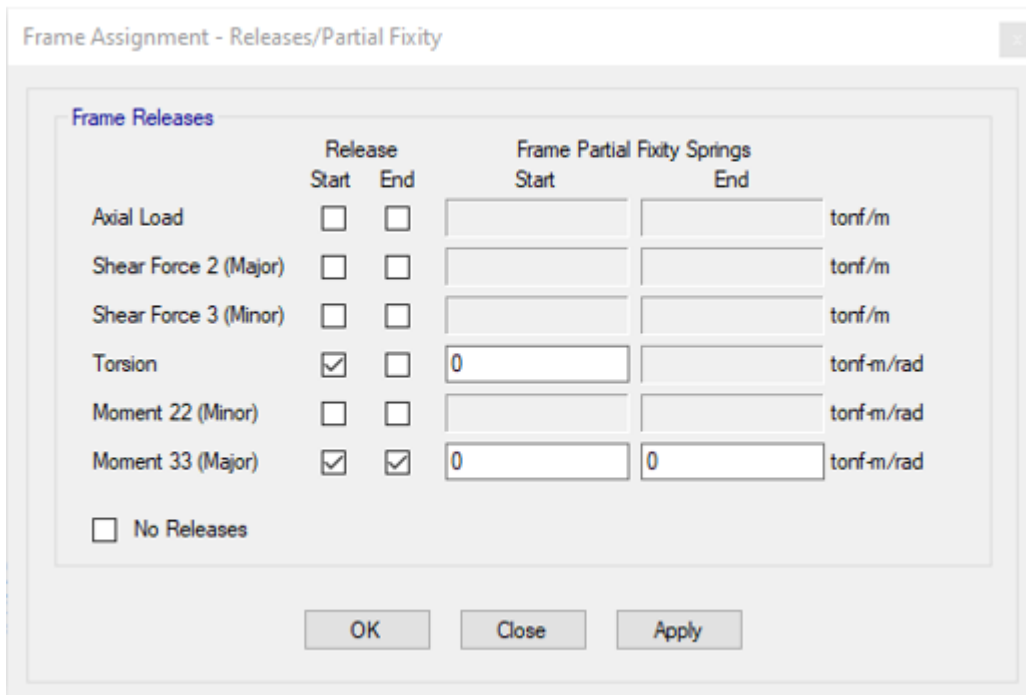 Frame Assignment - Releases/Partial Fixity
x
Frame Releases
Release Frame Partial Fixity Springs
Start End Start End
Axial Load tonf/m
Shear Force 2 (Major) tonf/m
Shear Force 3 (Minor) tonf/m
Torsion 0 tonf-m/rad
Moment 22 (Minor) tonf-m/rad
Moment 33 (Major) 0 0 tonf-m/rad
No Releases
OK Close Apply